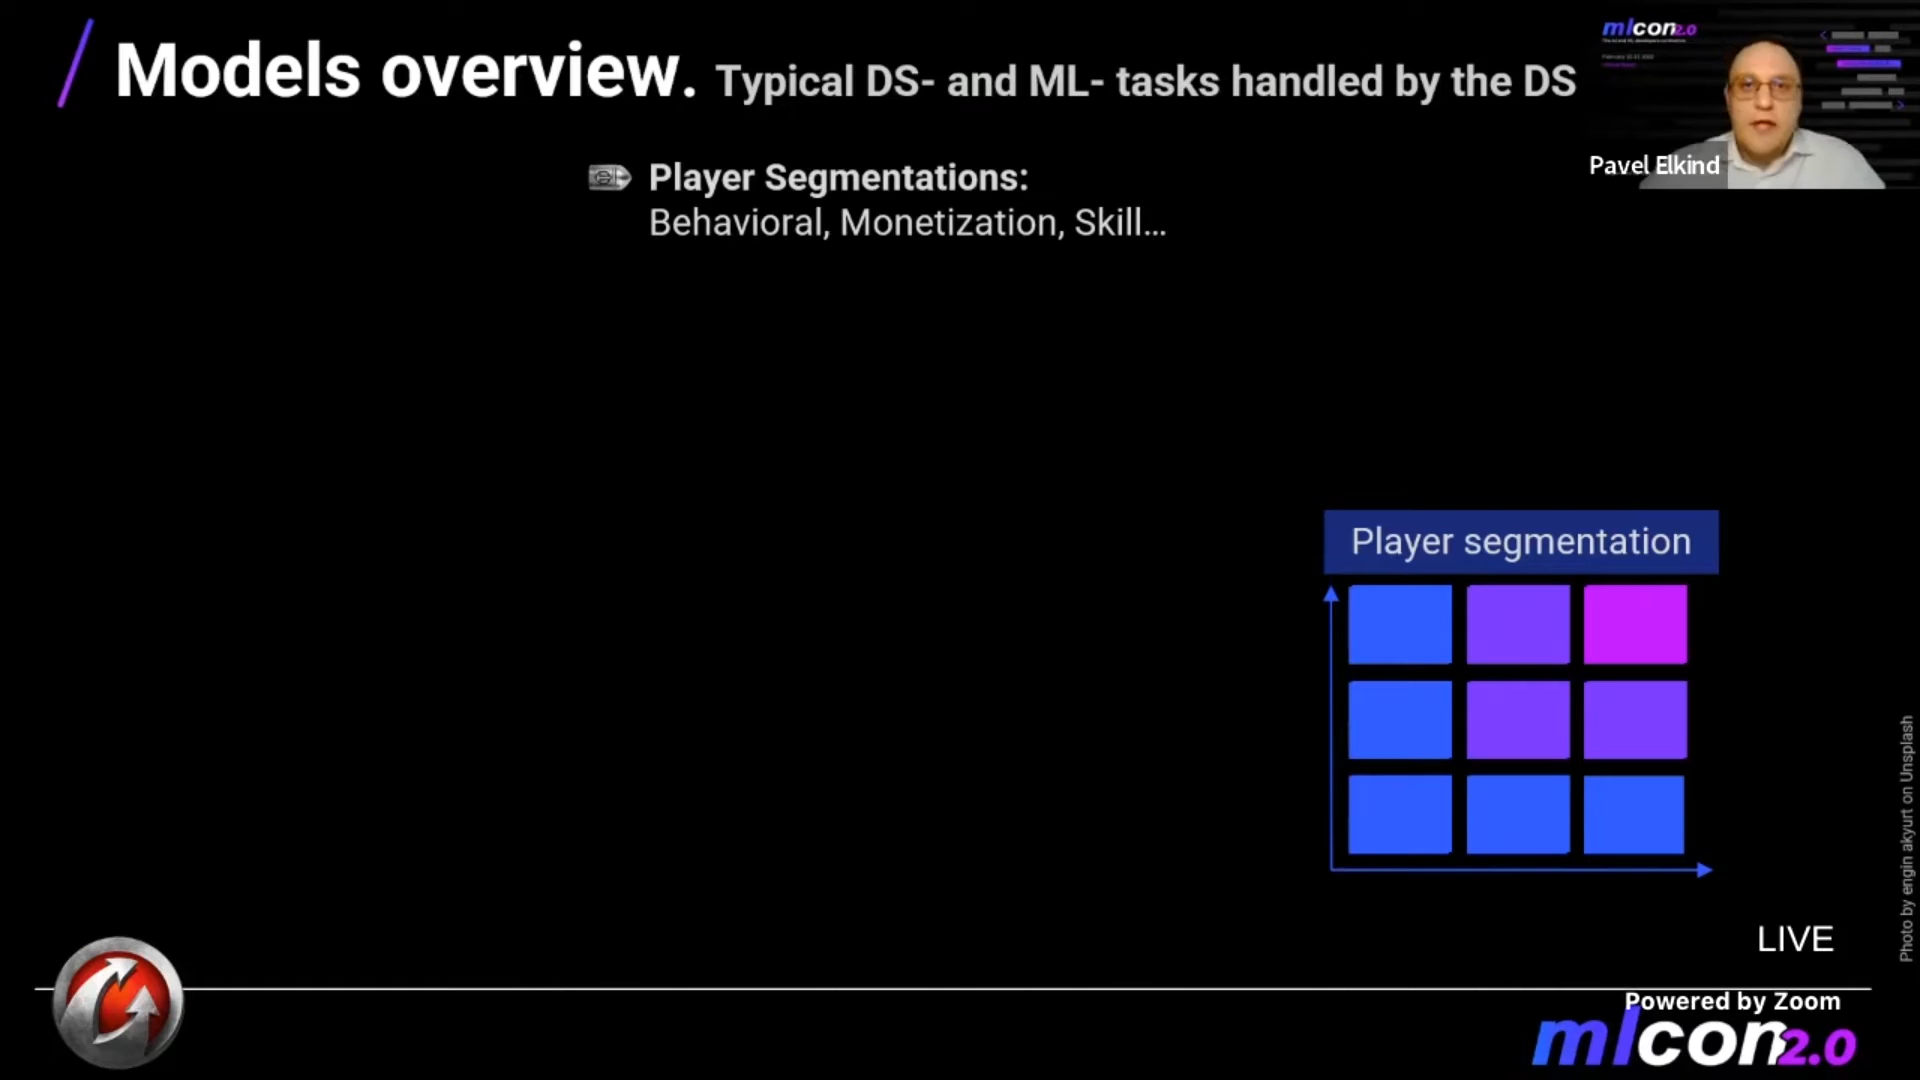 Models overview. Typical DS- and ML- tasks handled by the DS
mlcon2.0
Pavel Elkind
Player Segmentations:
Behavioral, Monetization, Skill...
Player segmentation
Photo by engin akyurt on Unsplash
LIVE
Powered by Zoom
mlcon2.0